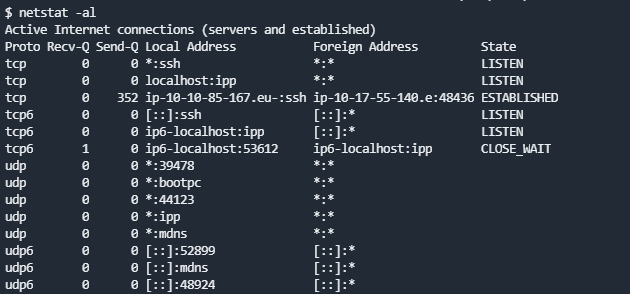 $ netstat -al
Active Internet connections (servers and established)
Proto Recv-Q Send-Q Local Address           Foreign Address         State
tcp        0      0 *:ssh                   *:*                     LISTEN
tcp        0      0 localhost:ipp           *:*                     LISTEN
tcp        0    352 ip-10-10-85-167.eu-:ssh ip-10-17-55-140.e:48436 ESTABLISHED
tcp6       0      0 [::]:ssh                [::]:*                  LISTEN
tcp6       0      0 ip6-localhost:ipp       [::]:*                  LISTEN
tcp6       1      0 ip6-localhost:53612     ip6-localhost:ipp       CLOSE_WAIT
udp        0      0 *:39478                 *:*
udp        0      0 *:bootpc                *:*
udp        0      0 *:44123                 *:*
udp        0      0 *:ipp                   *:*
udp        0      0 *:mdns                  *:*
udp6       0      0 [::]:52899              [::]:*
udp6       0      0 [::]:mdns               [::]:*
udp6       0      0 [::]:48924              [::]:*